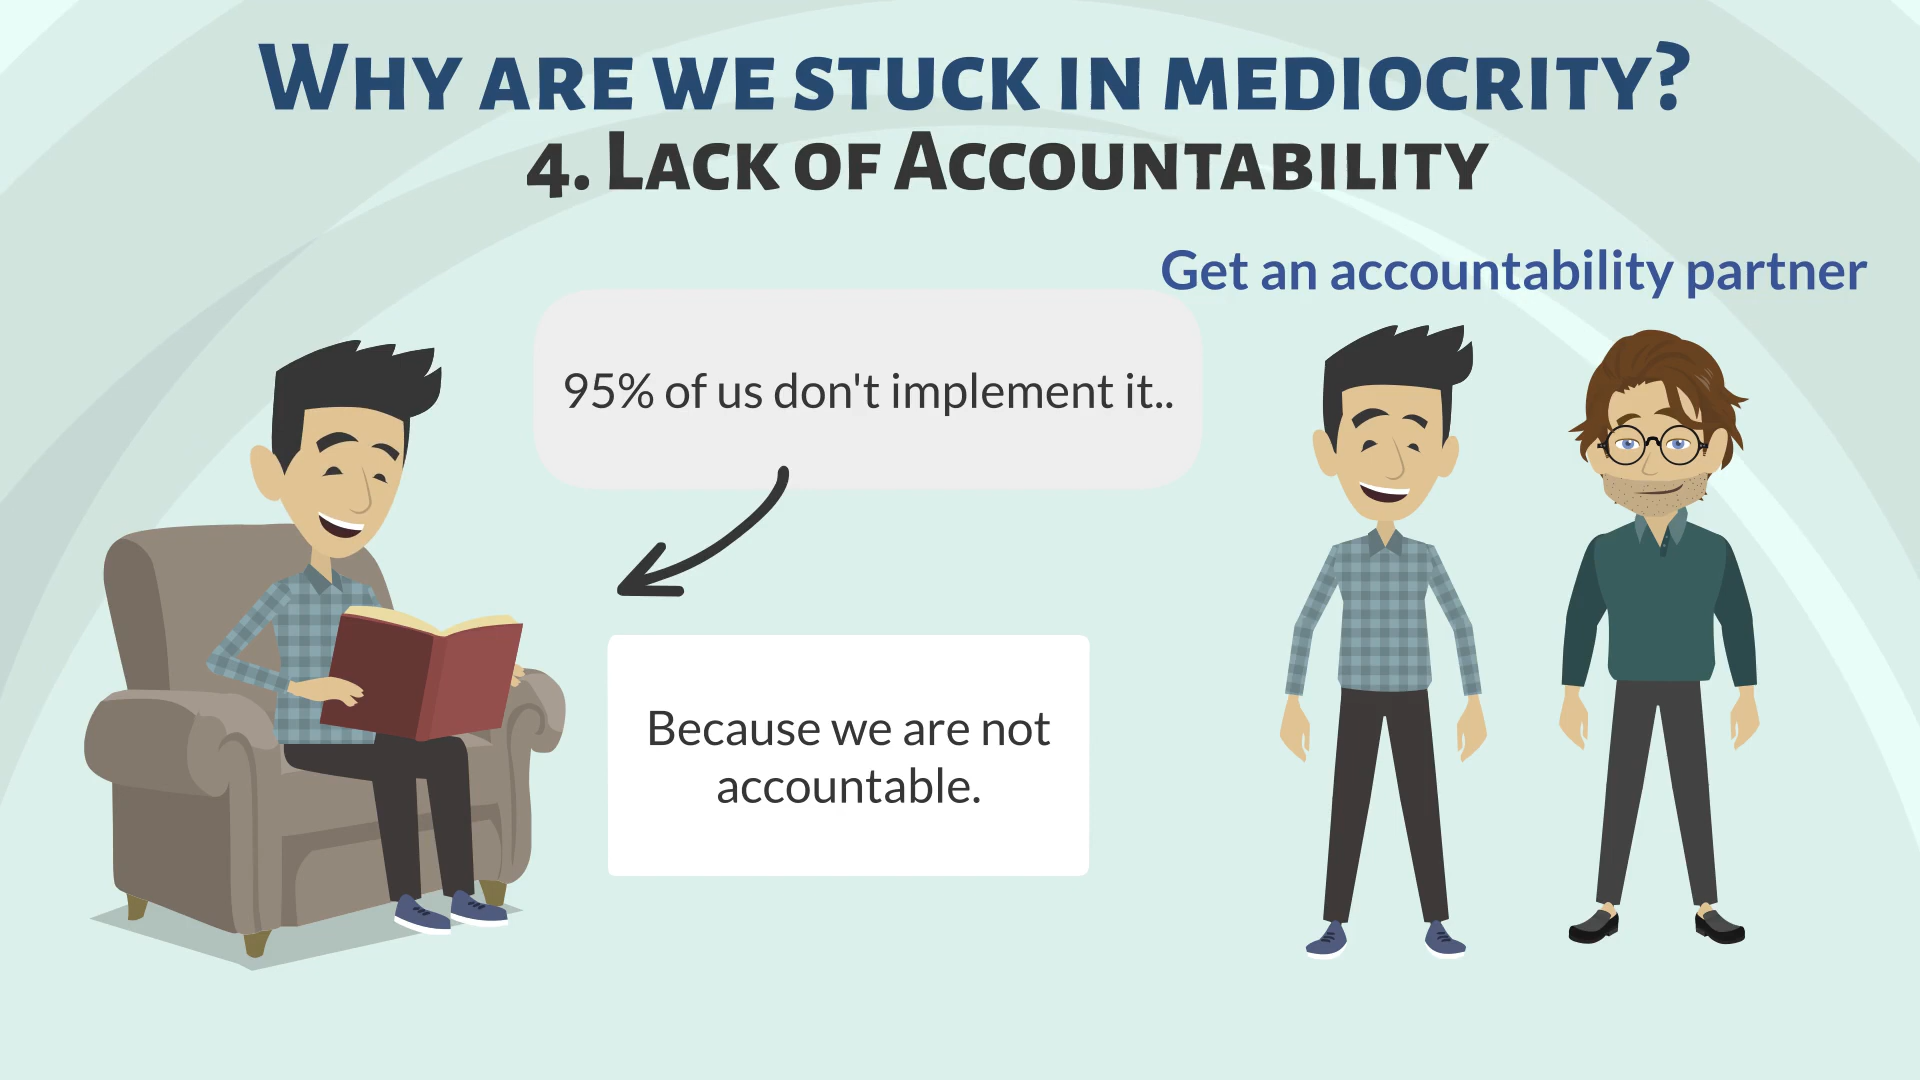 Why are we stuck in mediocrity?
4. Lack of Accountability
Get an accountability partner
95% of us don't implement it..
Because we are not
accountable.